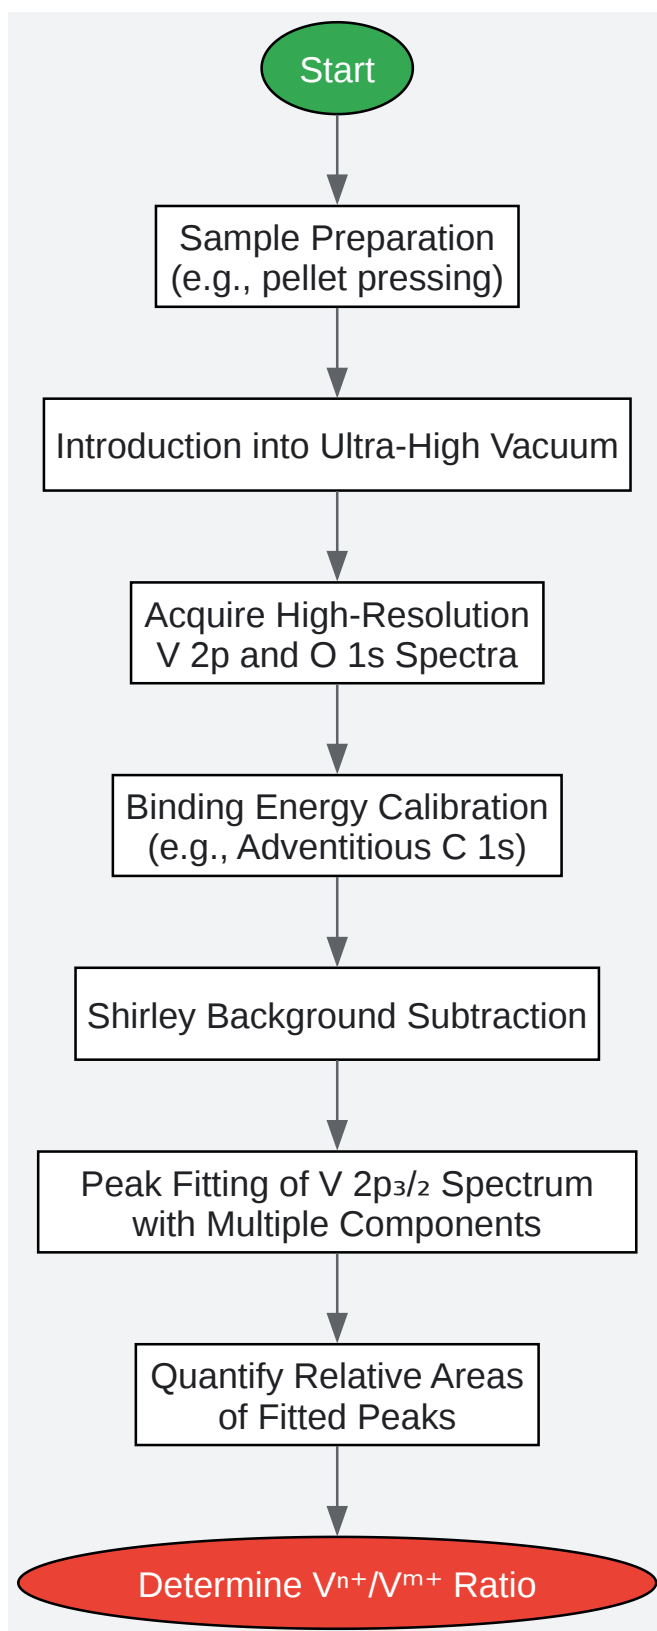 Start
Sample Preparation
(e.g., pellet pressing)
Introduction into Ultra-High Vacuum
Acquire High-Resolution
V 2p and O 1s Spectra
Binding Energy Calibration
(e.g., Adventitious C 1s)
Shirley Background Subtraction
Peak Fitting of V 2p₃/₂ Spectrum
with Multiple Components
Quantify Relative Areas
of Fitted Peaks
Determine Vⁿ⁺/Vᵐ⁺ Ratio